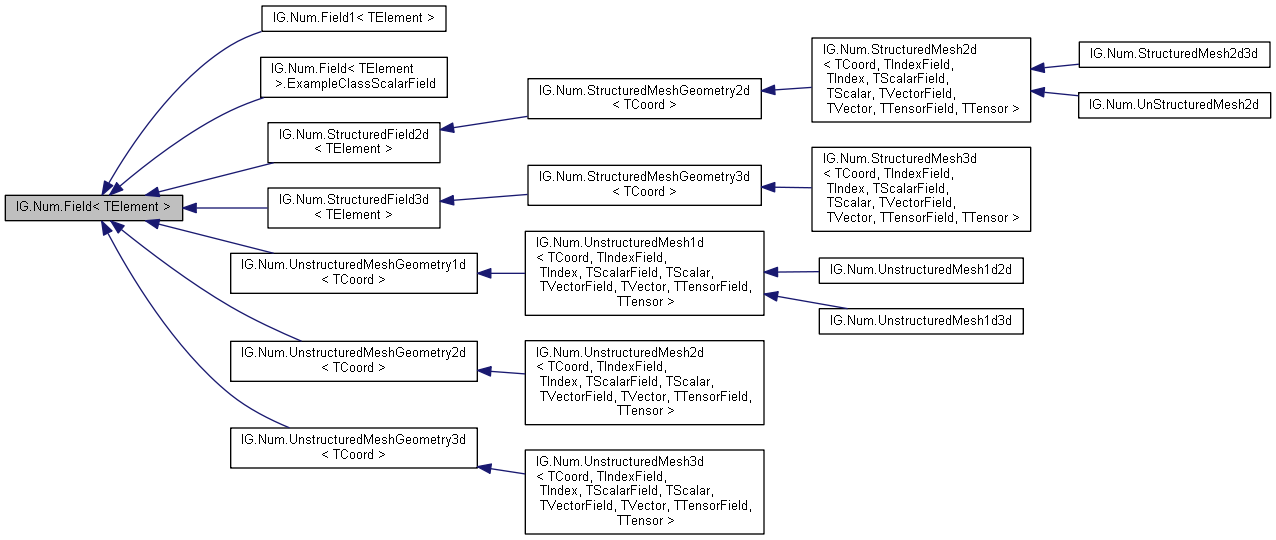 IG.Num.Field1< TElement >
IG.Num.Field< TElement
>.ExampleClassScalarField
IG.Num.StructuredField2d
< TElement >
IG.Num.StructuredMeshGeometry2d
< TCoord >
IG.Num.StructuredMesh2d
< TCoord, TIndexField,
TIndex, TScalarField,
TScalar, TVectorField,
TVector, TTensorField, TTensor >
IG.Num.StructuredMesh2d3d
IG.Num.UnStructuredMesh2d
IG.Num.Field< TElement >
IG.Num.StructuredField3d
< TElement >
IG.Num.StructuredMeshGeometry3d
< TCoord >
IG.Num.StructuredMesh3d
< TCoord, TIndexField,
TIndex, TScalarField,
TScalar, TVectorField,
TVector, TTensorField, TTensor >
IG.Num.UnstructuredMeshGeometry1d
< TCoord >
IG.Num.UnstructuredMesh1d
< TCoord, TIndexField,
TIndex, TScalarField, TScalar,
TVectorField, TVector, TTensorField,
TTensor >
IG.Num.UnstructuredMesh1d2d
IG.Num.UnstructuredMesh1d3d
IG.Num.UnstructuredMeshGeometry2d
< TCoord >
IG.Num.UnstructuredMesh2d
< TCoord, TIndexField,
TIndex, TScalarField, TScalar,
TVectorField, TVector, TTensorField,
TTensor >
IG.Num.UnstructuredMeshGeometry3d
< TCoord >
IG.Num.UnstructuredMesh3d
< TCoord, TIndexField,
TIndex, TScalarField, TScalar,
TVectorField, TVector, TTensorField,
TTensor >